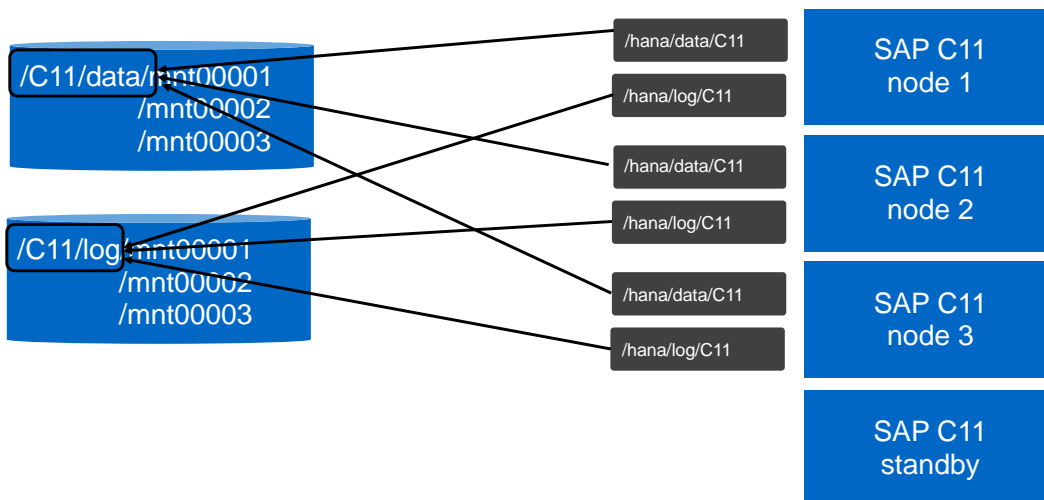 /C11/data/mnt00001
/mnt00002
/mnt00003
/C11/log/mnt00001
/mnt00002
/mnt00003
/hana/data/C11
/hana/log/C11
/hana/data/C11
/hana/log/C11
/hana/data/C11
/hana/log/C11
SAP C11
node 1
SAP C11
node 2
SAP C11
node 3
SAP C11
standby